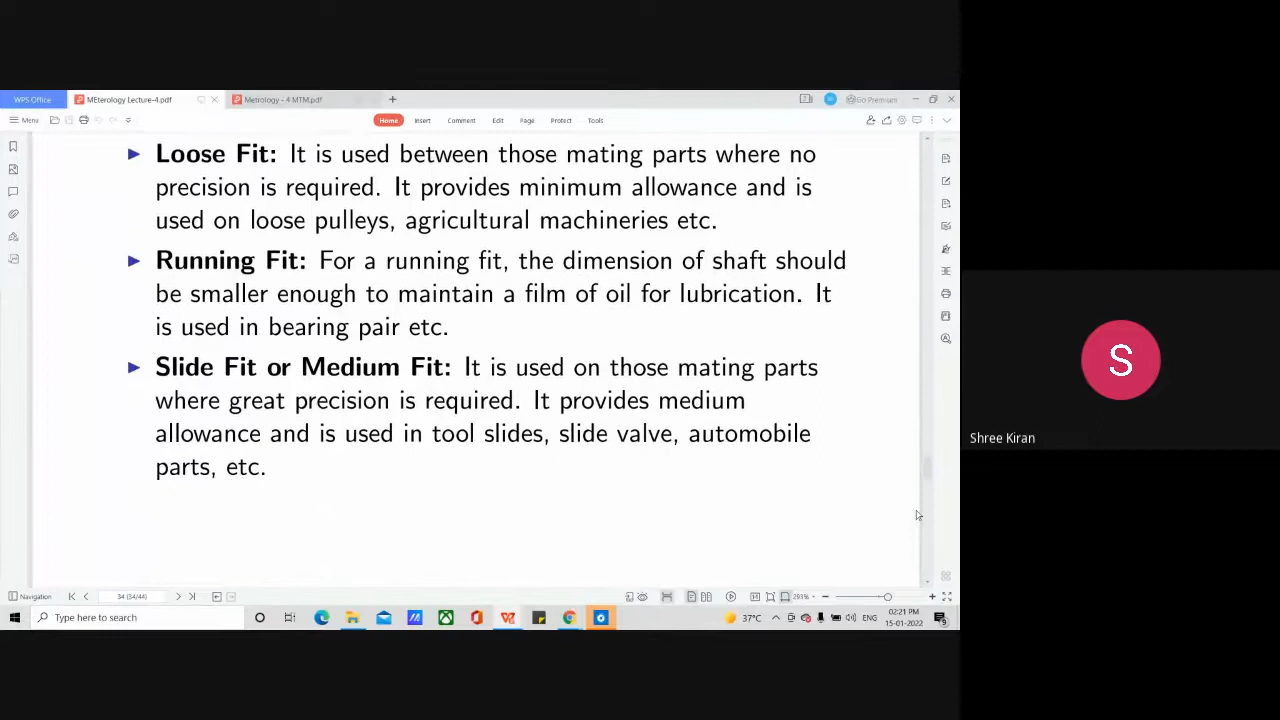 WPS Office
MEterology Lecture-4.pdf
Metrology - 4 MTM.pdf
Go Premium
Menu
Home
Insert
Comment
Edit
Page
Protect
Tools
► Loose Fit: It is used between those mating parts where no
precision is required. It provides minimum allowance and is
used on loose pulleys, agricultural machineries etc.
► Running Fit: For a running fit, the dimension of shaft should
be smaller enough to maintain a film of oil for lubrication. It
is used in bearing pair etc.
► Slide Fit or Medium Fit: It is used on those mating parts
where great precision is required. It provides medium
allowance and is used in tool slides, slide valve, automobile
parts, etc.
S
Shree Kiran
Navigation
34 (34/44)
293%
Type here to search
37°C
ENG
02:21 PM
15-01-2022